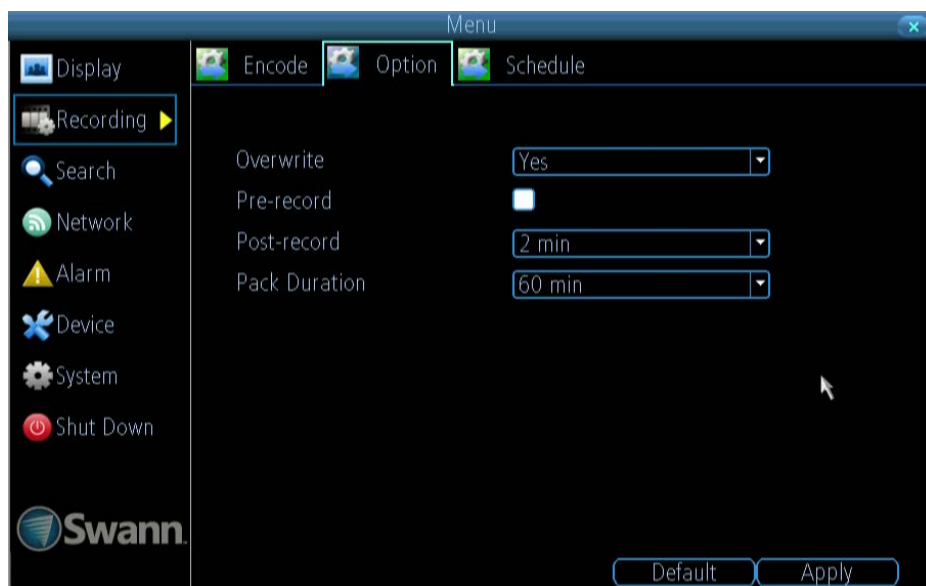 Menu
Display
Recording
Search
Network
Alarm
Device
System
Shut Down
Swann
Encode Option Schedule
Overwrite Yes
Pre-record
Post-record 2 min
Pack Duration 60 min
Default Apply